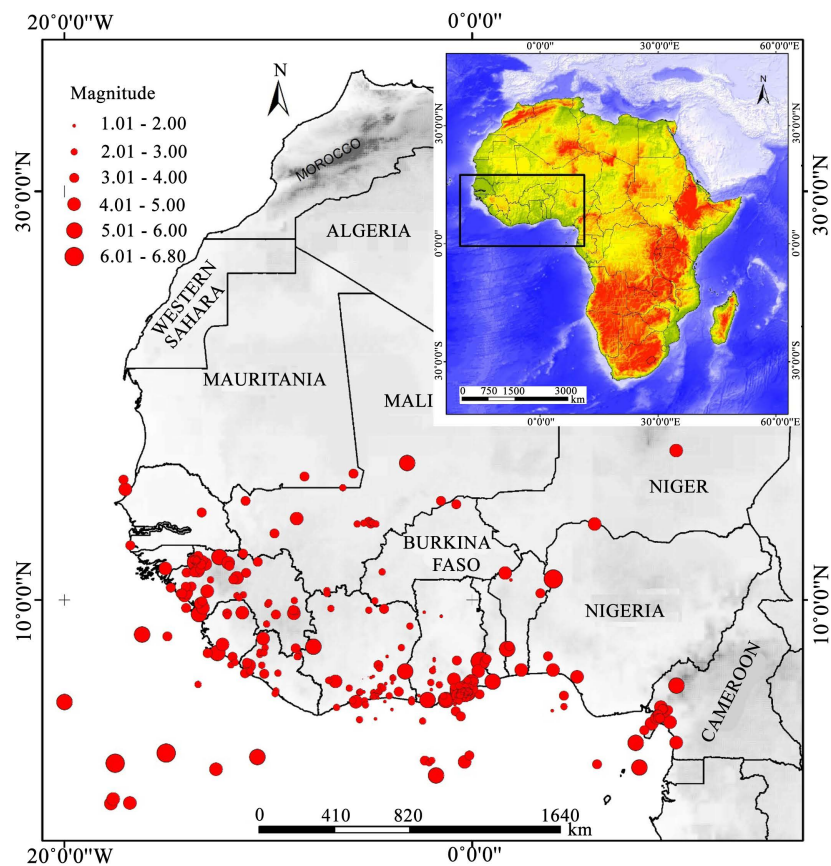 20°0'0"W
0°0'0"
N
Magnitude
1.01 - 2.00
2.01 - 3.00
3.01 - 4.00
4.01 - 5.00
5.01 - 6.00
6.01 - 6.80
30°0'0"N
10°0'0"N
MOROCCO
ALGERIA
WESTERN
SAHARA
MAURITANIA
MALI
NIGER
BURKINA
FASO
NIGERIA
CAMEROON
0°0'0"
30°0'0"E
60°0'0"E
N
30°0'0"N
0°0'0"
30°0'0"S
30°0'0"N
0°0'0"
30°0'0"S
0 750 1500 3000
km
0°0'0"
30°0'0"E
60°0'0"E
30°0'0"N
10°0'0"N
0 410 820 1640
km
20°0'0"W
0°0'0"